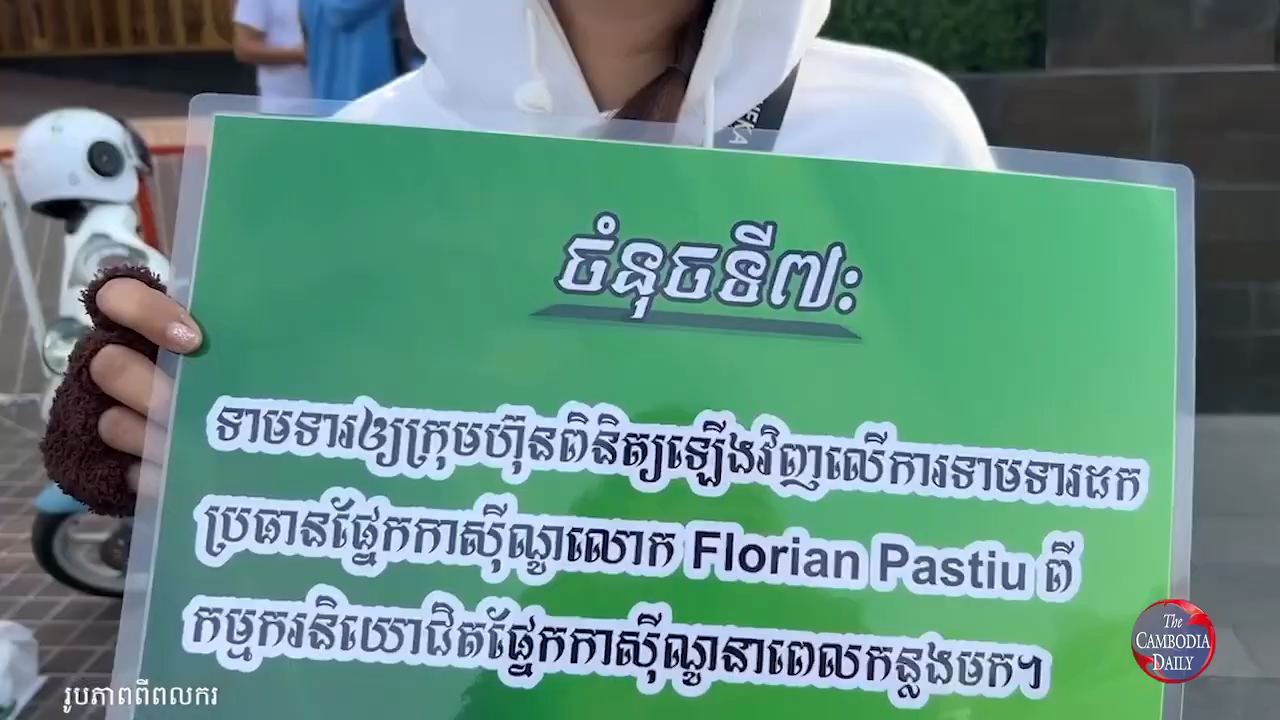 VEKA
ចំនុចទី៧ៈ
ទាមទារឲ្យក្រុមហ៊ុនពិនិត្យឡើងវិញលើការទាមទារដក
ប្រធានផ្នែកកាស៊ីណូលោក Florian Pastiu ពី
កម្មករនិយោជិតផ្នែកកាស៊ីណូនាពេលកន្លងមក។
The
CAMBODIA
DAILY
រូបភាពពីពលករ